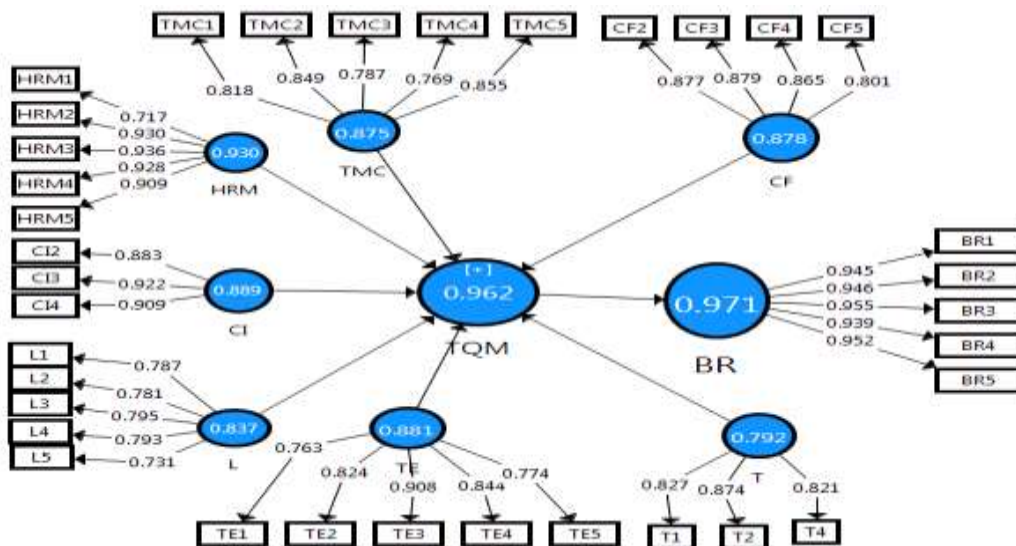 TMC1 TMC2 TMC3 TMC4 TMC5
0.818 0.849 0.787 0.769 0.855
0.875
TMC
CF2 CF3 CF4 CF5
0.877 0.879 0.865 0.801
0.878
CF
HRM1
HRM2
HRM3
HRM4
HRM5
0.717
0.930
0.936
0.928
0.909
0.930
HRM
CI2
CI3
CI4
0.883
0.922
0.909
0.889
CI
[+]
0.962
TQM
0.971
BR
0.945
0.946
0.955
0.939
0.952
BR1
BR2
BR3
BR4
BR5
L1
L2
L3
L4
L5
0.787
0.781
0.795
0.793
0.731
0.837
L
0.881
TE
0.763 0.824 0.908 0.844 0.774
TE1 TE2 TE3 TE4 TE5
0.792
T
0.827 0.874 0.821
T1 T2 T4